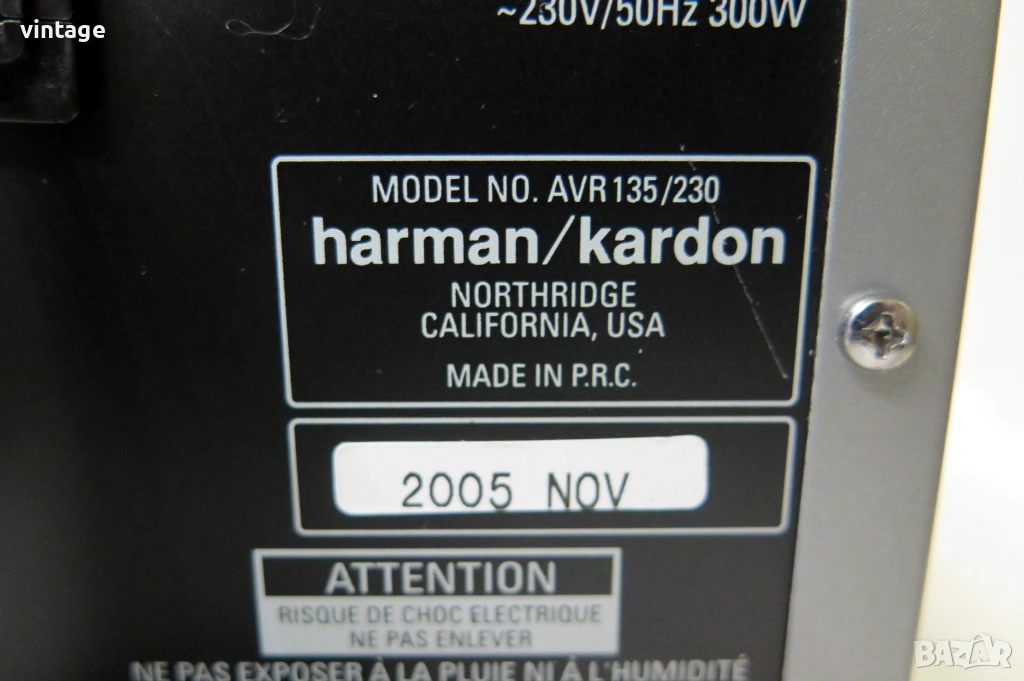 vintage
~230V/50Hz 300W
MODEL NO. AVR 135/230
harman/kardon
NORTHRIDGE
CALIFORNIA, USA
MADE IN P.R.C.
2005 NOV
ATTENTION
RISQUE DE CHOC ELECTRIQUE
NE PAS ENLEVER
NE PAS EXPOSER À LA PLUIE NI À L'HUMIDITÉ
BAZAR